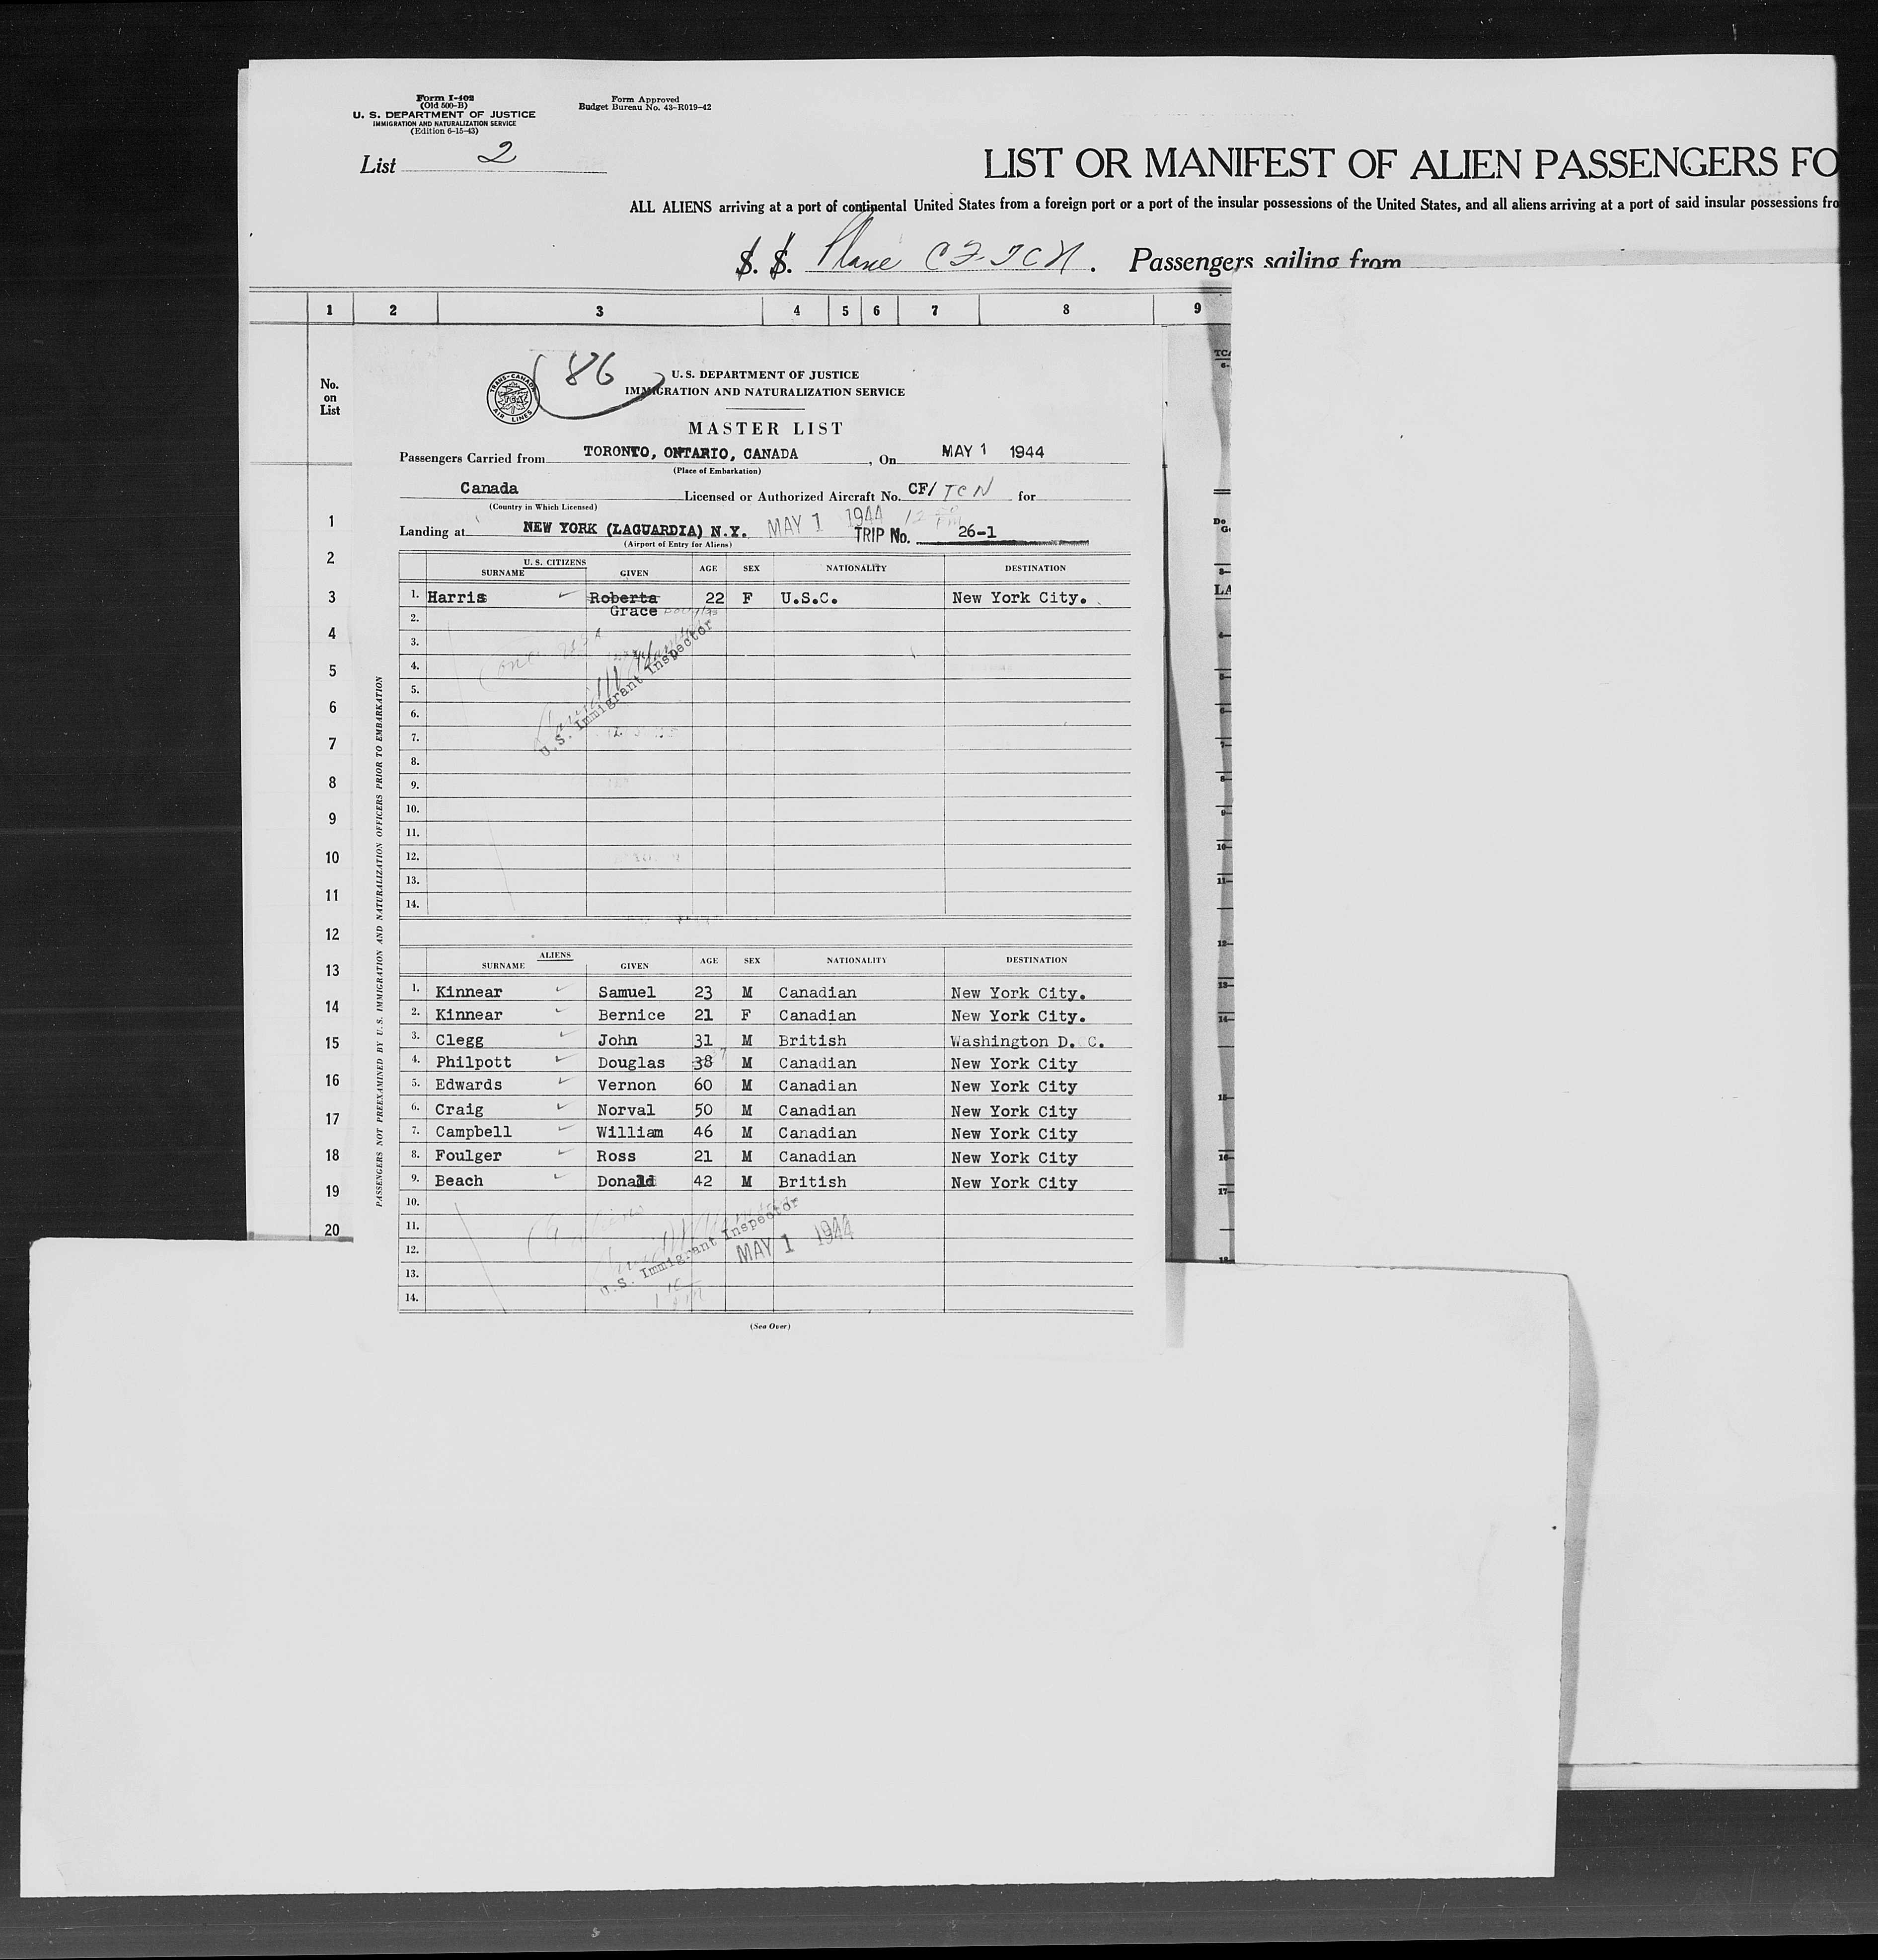 Form I-402
(Old 500-B)
U. S. DEPARTMENT OF JUSTICE
IMMIGRATION AND NATURALIZATION SERVICE
(Edition 6-15-43)
Form Approved
Budget Bureau No. 43-R019-42
List 2
LIST OR MANIFEST OF ALIEN PASSENGERS FO
ALL ALIENS arriving at a port of continental United States from a foreign port or a port of the insular possessions of the United States, and all aliens arriving at a port of said insular possessions fro
S. S. Plane CF-TCN. Passengers sailing from
1 2 3 4 5 6 7 8 9
No.
on
List
1
2
3
4
5
6
7
8
9
10
11
12
13
14
15
16
17
18
19
20
PASSENGERS NOT PREEXAMINED BY U.S. IMMIGRATION AND NATURALIZATION OFFICERS PRIOR TO EMBARKATION
TRANS-CANADA
TCA
AIR LINES
86
U. S. DEPARTMENT OF JUSTICE
IMMIGRATION AND NATURALIZATION SERVICE
MASTER LIST
Passengers Carried from TORONTO, ONTARIO, CANADA, On MAY 1 1944
(Place of Embarkation)
Canada Licensed or Authorized Aircraft No. CF/TCN for
(Country in Which Licensed)
Landing at NEW YORK (LAGUARDIA) N.Y. MAY 1 1944 TRIP No. 26-1
(Airport of Entry for Aliens)
U. S. CITIZENS
SURNAME GIVEN AGE SEX NATIONALITY DESTINATION
1. Harris Roberta 22 F U.S.C. New York City.
Grace
2.
3.
4.
5.
6.
7.
8.
9.
10.
11.
12.
13.
14.
U.S. Immigrant Inspector
ALIENS
SURNAME GIVEN AGE SEX NATIONALITY DESTINATION
1. Kinnear Samuel 23 M Canadian New York City.
2. Kinnear Bernice 21 F Canadian New York City.
3. Clegg John 31 M British Washington D. C.
4. Philpott Douglas 38 7 M Canadian New York City
5. Edwards Vernon 60 M Canadian New York City
6. Craig Norval 50 M Canadian New York City
7. Campbell William 46 M Canadian New York City
8. Foulger Ross 21 M Canadian New York City
9. Beach Donald 42 M British New York City
10.
11.
12.
13.
14.
U.S. Immigrant Inspector
MAY 1 1944
(See Over)